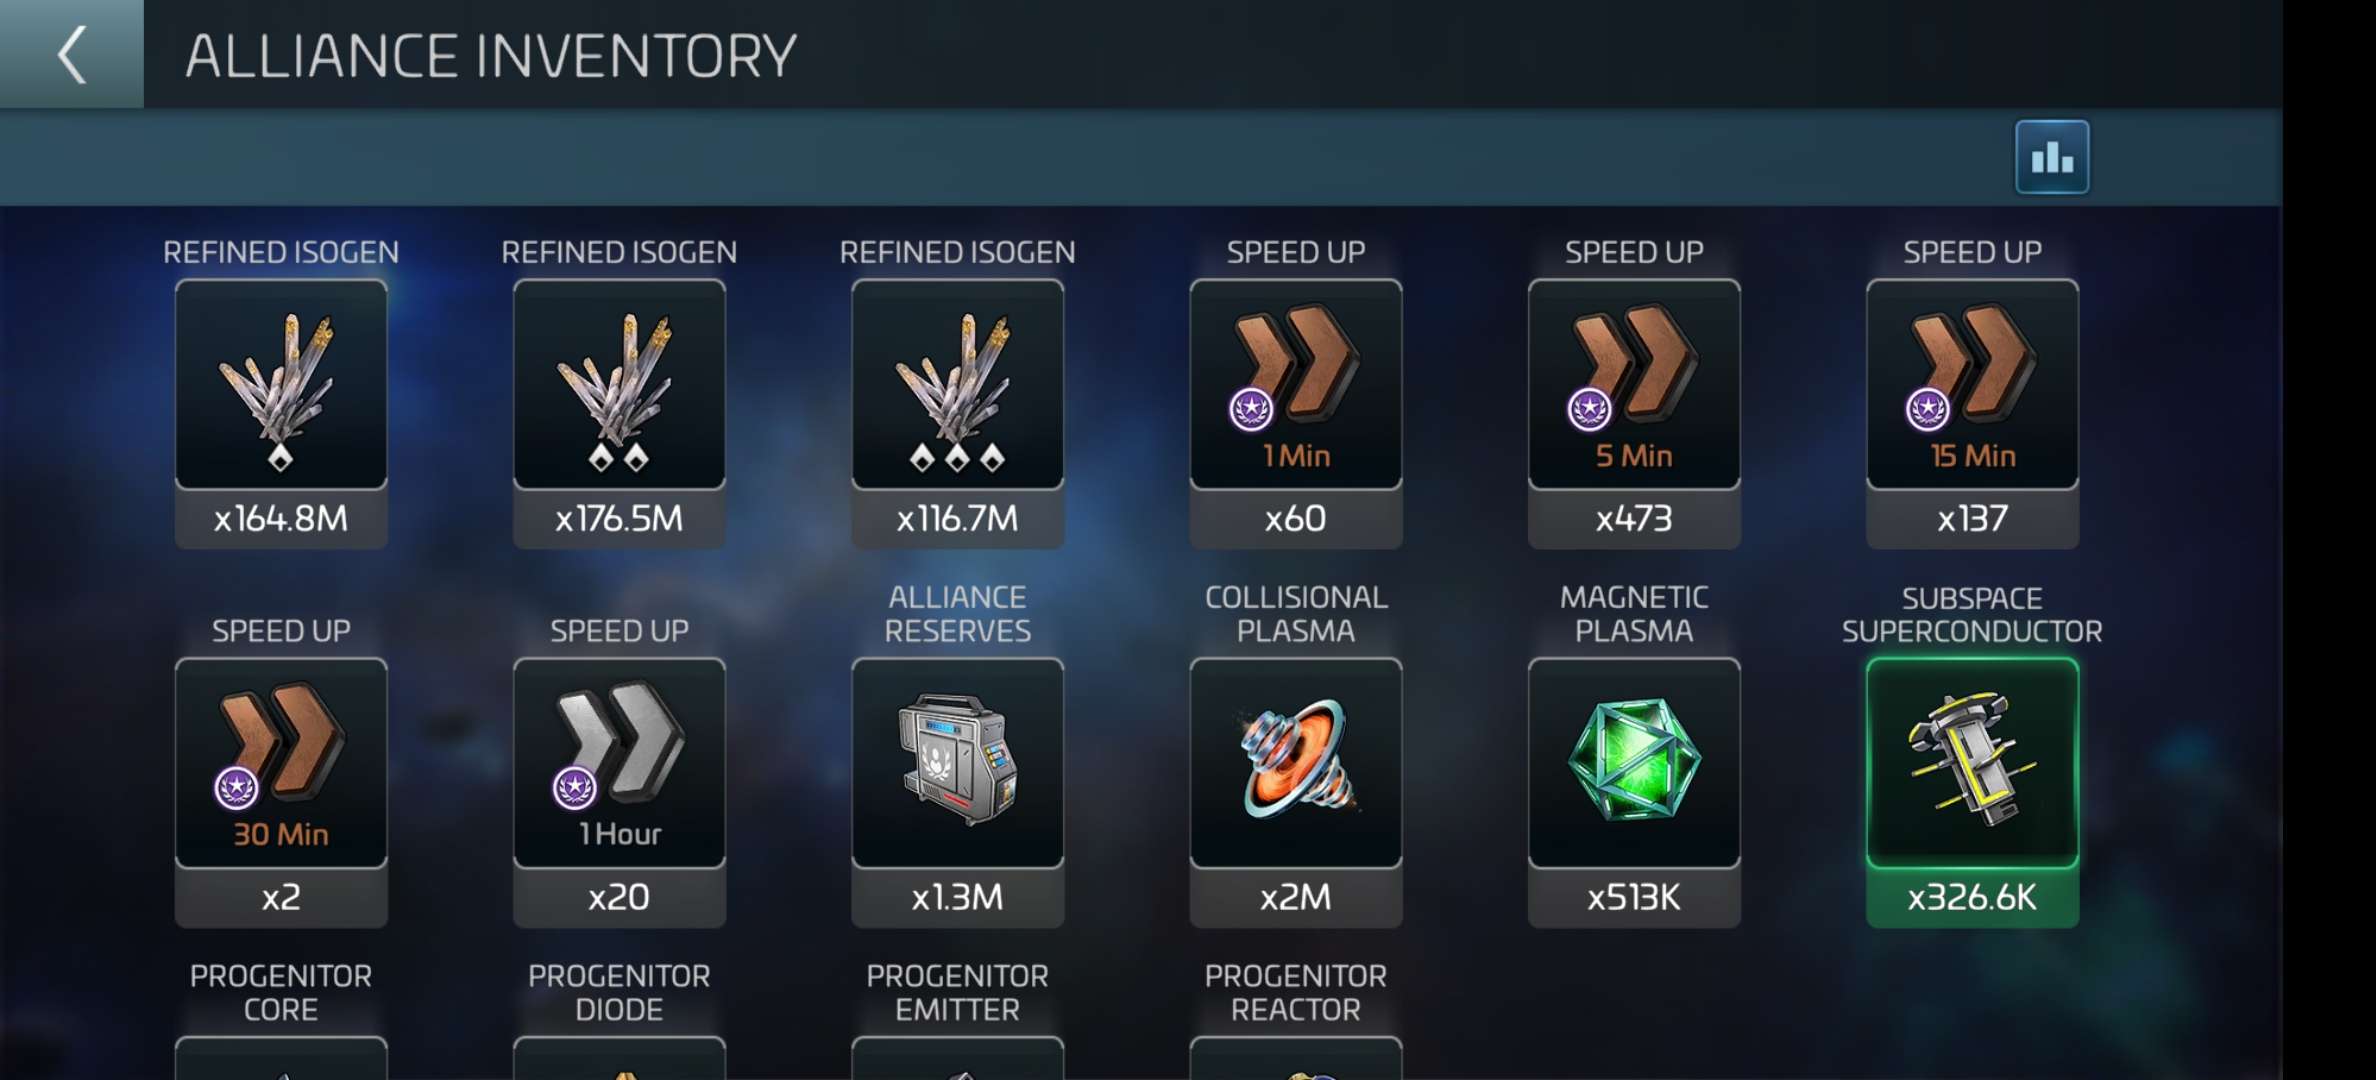 ALLIANCE INVENTORY
REFINED ISOGEN
REFINED ISOGEN
REFINED ISOGEN
SPEED UP
SPEED UP
SPEED UP
1 Min
5 Min
15 Min
x164.8M
x176.5M
x116.7M
x60
x473
x137
SPEED UP
SPEED UP
ALLIANCE
RESERVES
COLLISIONAL
PLASMA
MAGNETIC
PLASMA
SUBSPACE
SUPERCONDUCTOR
30 Min
1 Hour
x2
x20
x1.3M
x2M
x513K
x326.6K
PROGENITOR
CORE
PROGENITOR
DIODE
PROGENITOR
EMITTER
PROGENITOR
REACTOR